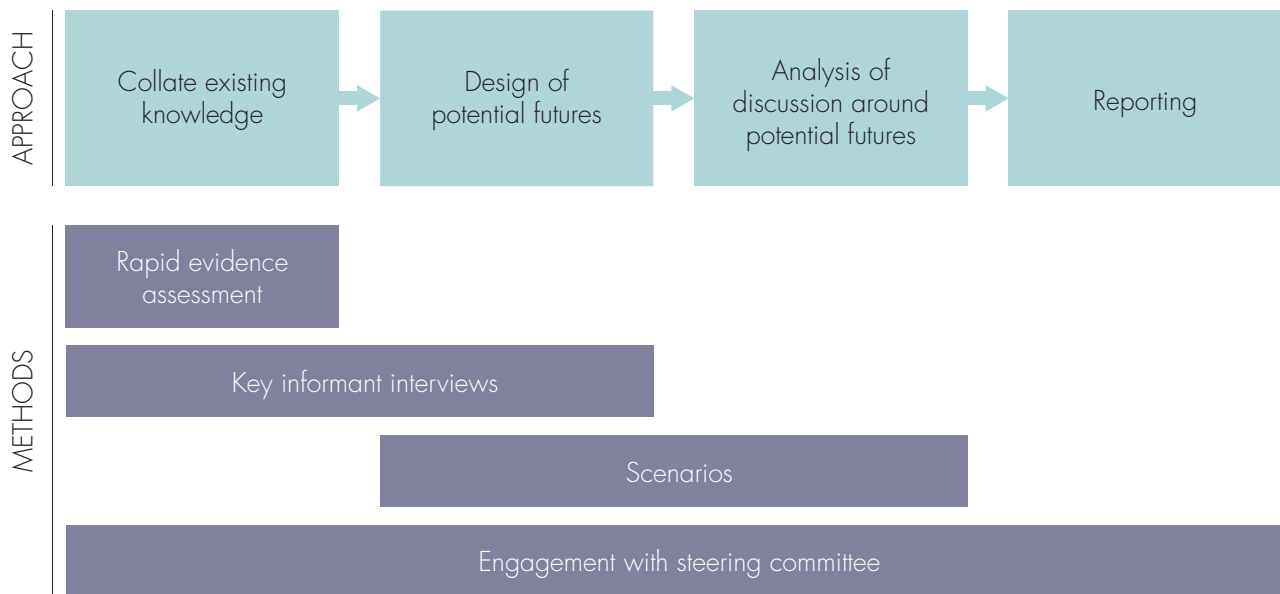 APPROACH
Collate existing
knowledge
Design of
potential futures
Analysis of
discussion around
potential futures
Reporting
METHODS
Rapid evidence
assessment
Key informant interviews
Scenarios
Engagement with steering committee